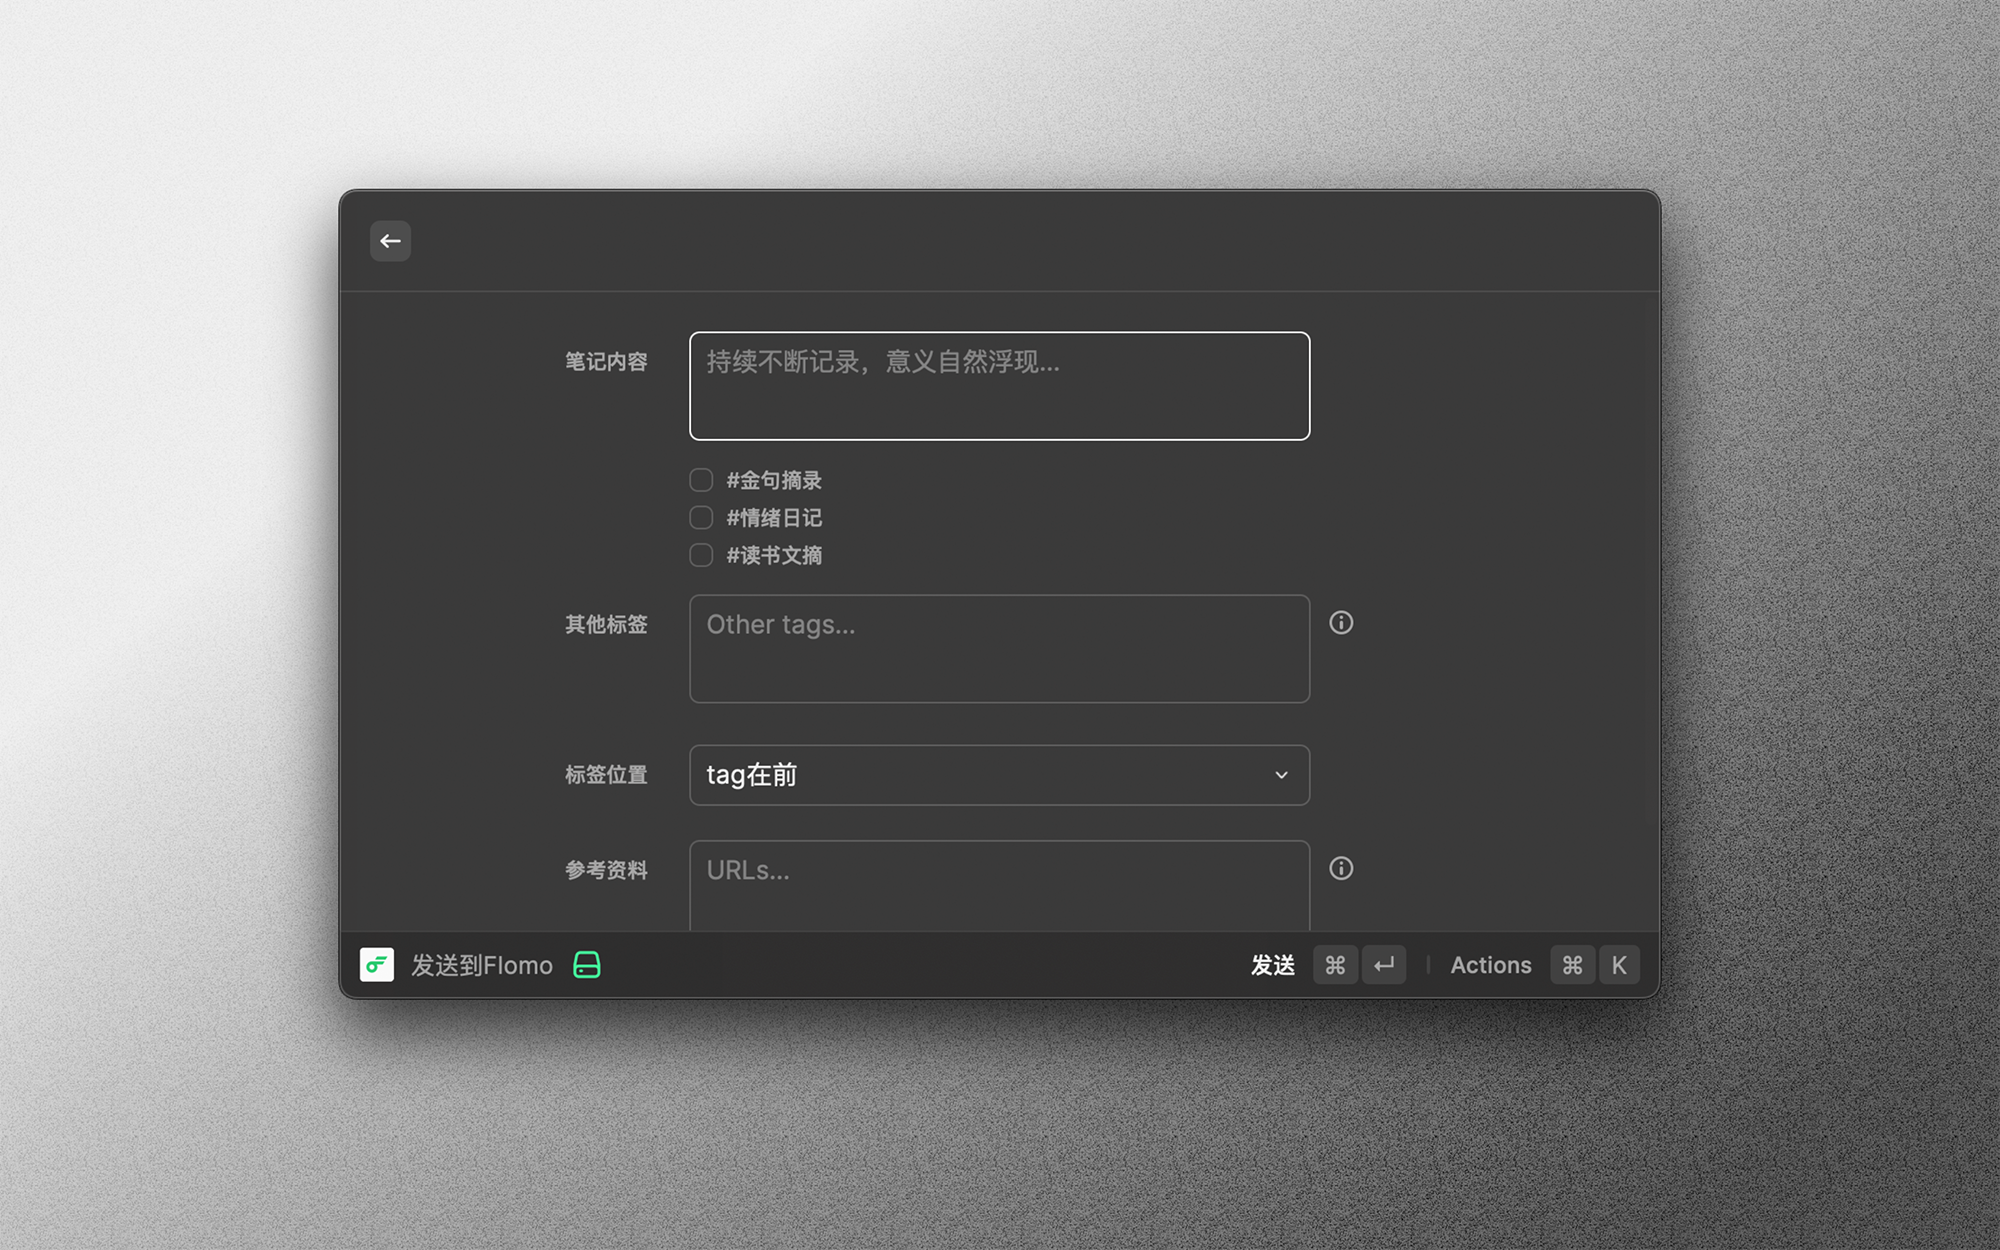 笔记内容
持续不断记录，意义自然浮现...
#金句摘录
#情绪日记
#读书文摘
其他标签
Other tags...
标签位置
tag在前
参考资料
URLs...
发送到Flomo
发送 ⌘ ↵ Actions ⌘ K